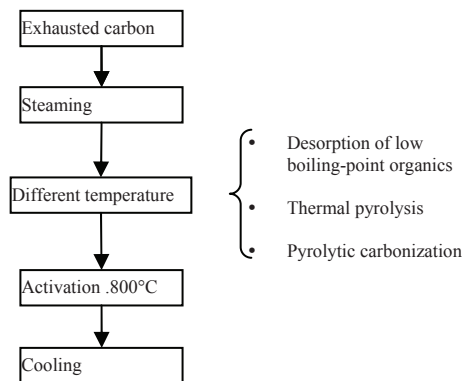 Exhausted carbon
Steaming
Different temperature
• Desorption of low
boiling-point organics
• Thermal pyrolysis
• Pyrolytic carbonization
Activation .800°C
Cooling